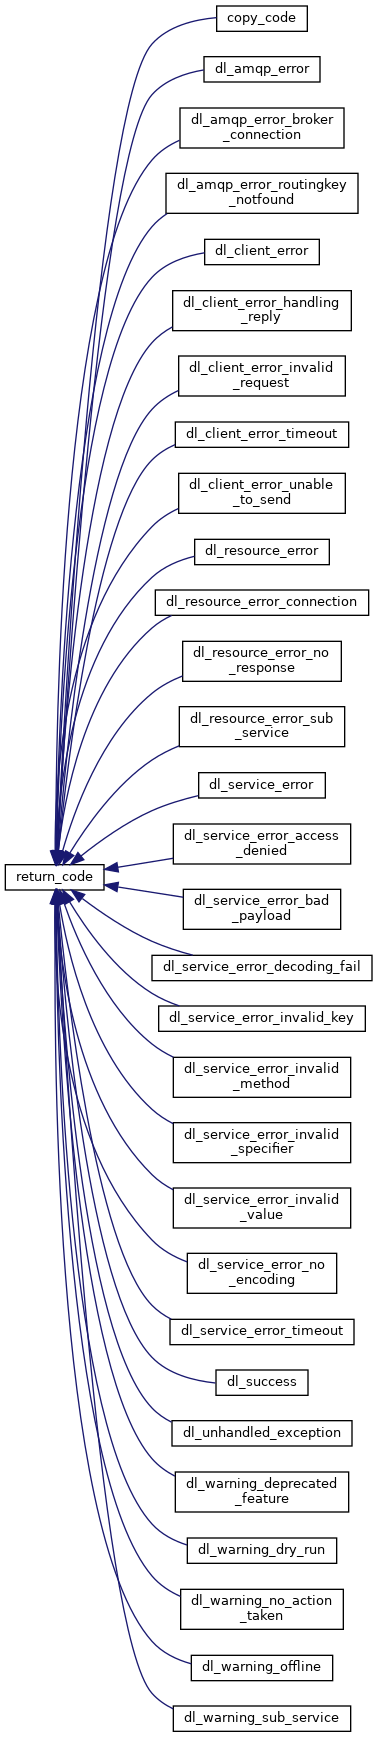 copy_code
dl_amqp_error
dl_amqp_error_broker
_connection
dl_amqp_error_routingkey
_notfound
dl_client_error
dl_client_error_handling
_reply
dl_client_error_invalid
_request
dl_client_error_timeout
dl_client_error_unable
_to_send
dl_resource_error
dl_resource_error_connection
dl_resource_error_no
_response
dl_resource_error_sub
_service
dl_service_error
dl_service_error_access
_denied
return_code
dl_service_error_bad
_payload
dl_service_error_decoding_fail
dl_service_error_invalid_key
dl_service_error_invalid
_method
dl_service_error_invalid
_specifier
dl_service_error_invalid
_value
dl_service_error_no
_encoding
dl_service_error_timeout
dl_success
dl_unhandled_exception
dl_warning_deprecated
_feature
dl_warning_dry_run
dl_warning_no_action
_taken
dl_warning_offline
dl_warning_sub_service